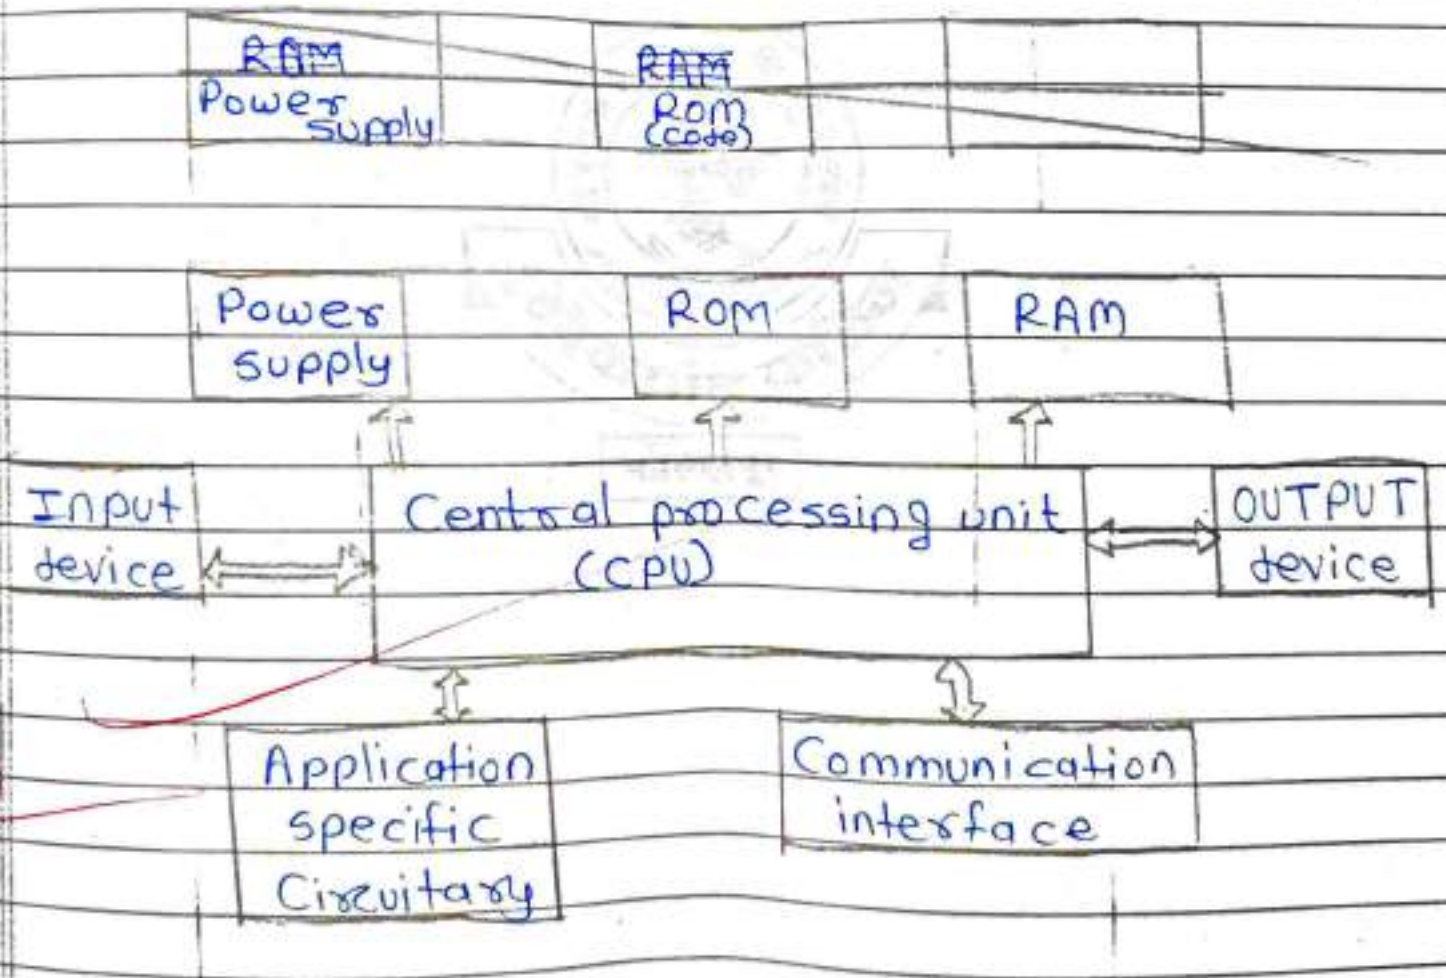 RAM
Power
supply
RAM
ROM
(code)
Power
supply
ROM
RAM
Input
device
Central processing unit
(CPU)
OUTPUT
device
Application
specific
Circuitary
Communication
interface